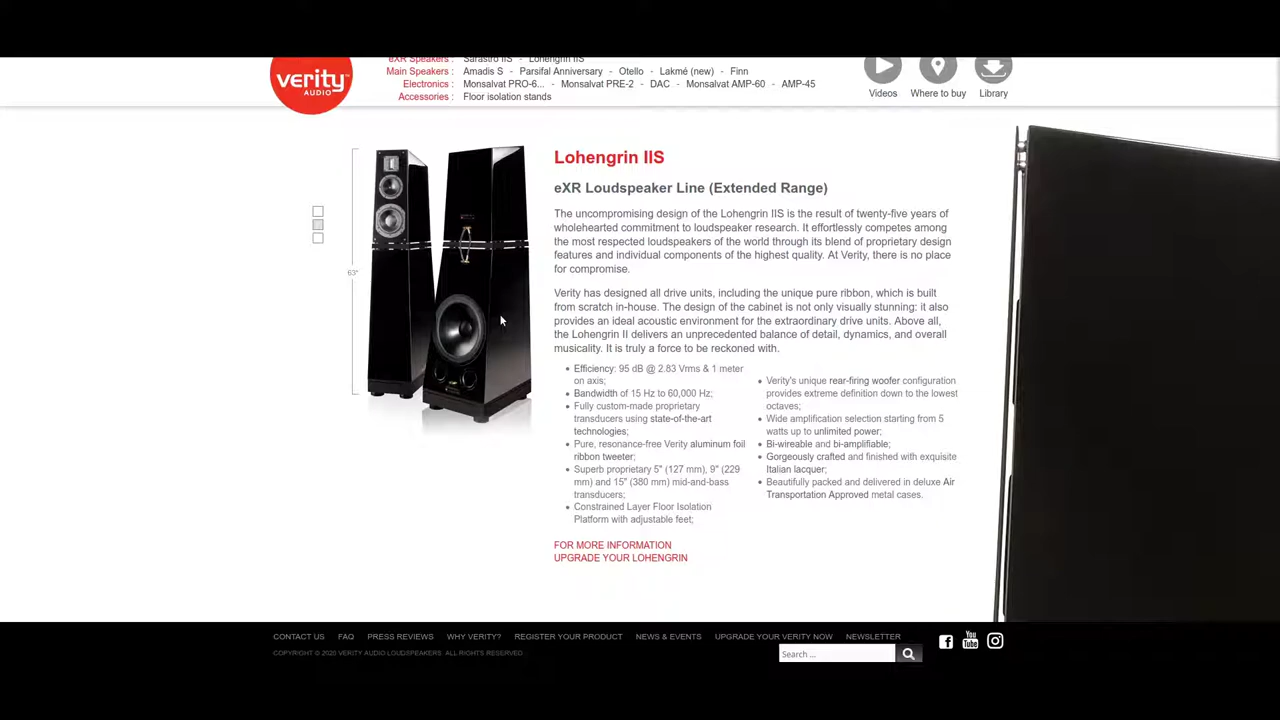 verity
AUDIO
eXR Speakers : Sarastro IIS - Lohengrin IIS
Main Speakers : Amadis S - Parsifal Anniversary - Otello - Lakmé (new) - Finn
Electronics : Monsalvat PRO-6... - Monsalvat PRE-2 - DAC - Monsalvat AMP-60 - AMP-45
Accessories : Floor isolation stands
Videos
Where to buy
Library
63"
Lohengrin IIS
eXR Loudspeaker Line (Extended Range)
The uncompromising design of the Lohengrin IIS is the result of twenty-five years of
wholehearted commitment to loudspeaker research. It effortlessly competes among
the most respected loudspeakers of the world through its blend of proprietary design
features and individual components of the highest quality. At Verity, there is no place
for compromise.
Verity has designed all drive units, including the unique pure ribbon, which is built
from scratch in-house. The design of the cabinet is not only visually stunning: it also
provides an ideal acoustic environment for the extraordinary drive units. Above all,
the Lohengrin II delivers an unprecedented balance of detail, dynamics, and overall
musicality. It is truly a force to be reckoned with.
Efficiency: 95 dB @ 2.83 Vrms & 1 meter
on axis;
Bandwidth of 15 Hz to 60,000 Hz;
Fully custom-made proprietary
transducers using state-of-the-art
technologies;
Pure, resonance-free Verity aluminum foil
ribbon tweeter;
Superb proprietary 5" (127 mm), 9" (229
mm) and 15" (380 mm) mid-and-bass
transducers;
Constrained Layer Floor Isolation
Platform with adjustable feet;
Verity's unique rear-firing woofer configuration
provides extreme definition down to the lowest
octaves;
Wide amplification selection starting from 5
watts up to unlimited power;
Bi-wireable and bi-amplifiable;
Gorgeously crafted and finished with exquisite
Italian lacquer;
Beautifully packed and delivered in deluxe Air
Transportation Approved metal cases.
FOR MORE INFORMATION
UPGRADE YOUR LOHENGRIN
CONTACT US FAQ PRESS REVIEWS WHY VERITY? REGISTER YOUR PRODUCT NEWS & EVENTS UPGRADE YOUR VERITY NOW NEWSLETTER
COPYRIGHT © 2020 VERITY AUDIO LOUDSPEAKERS. ALL RIGHTS RESERVED.
Search ...
You
Tube